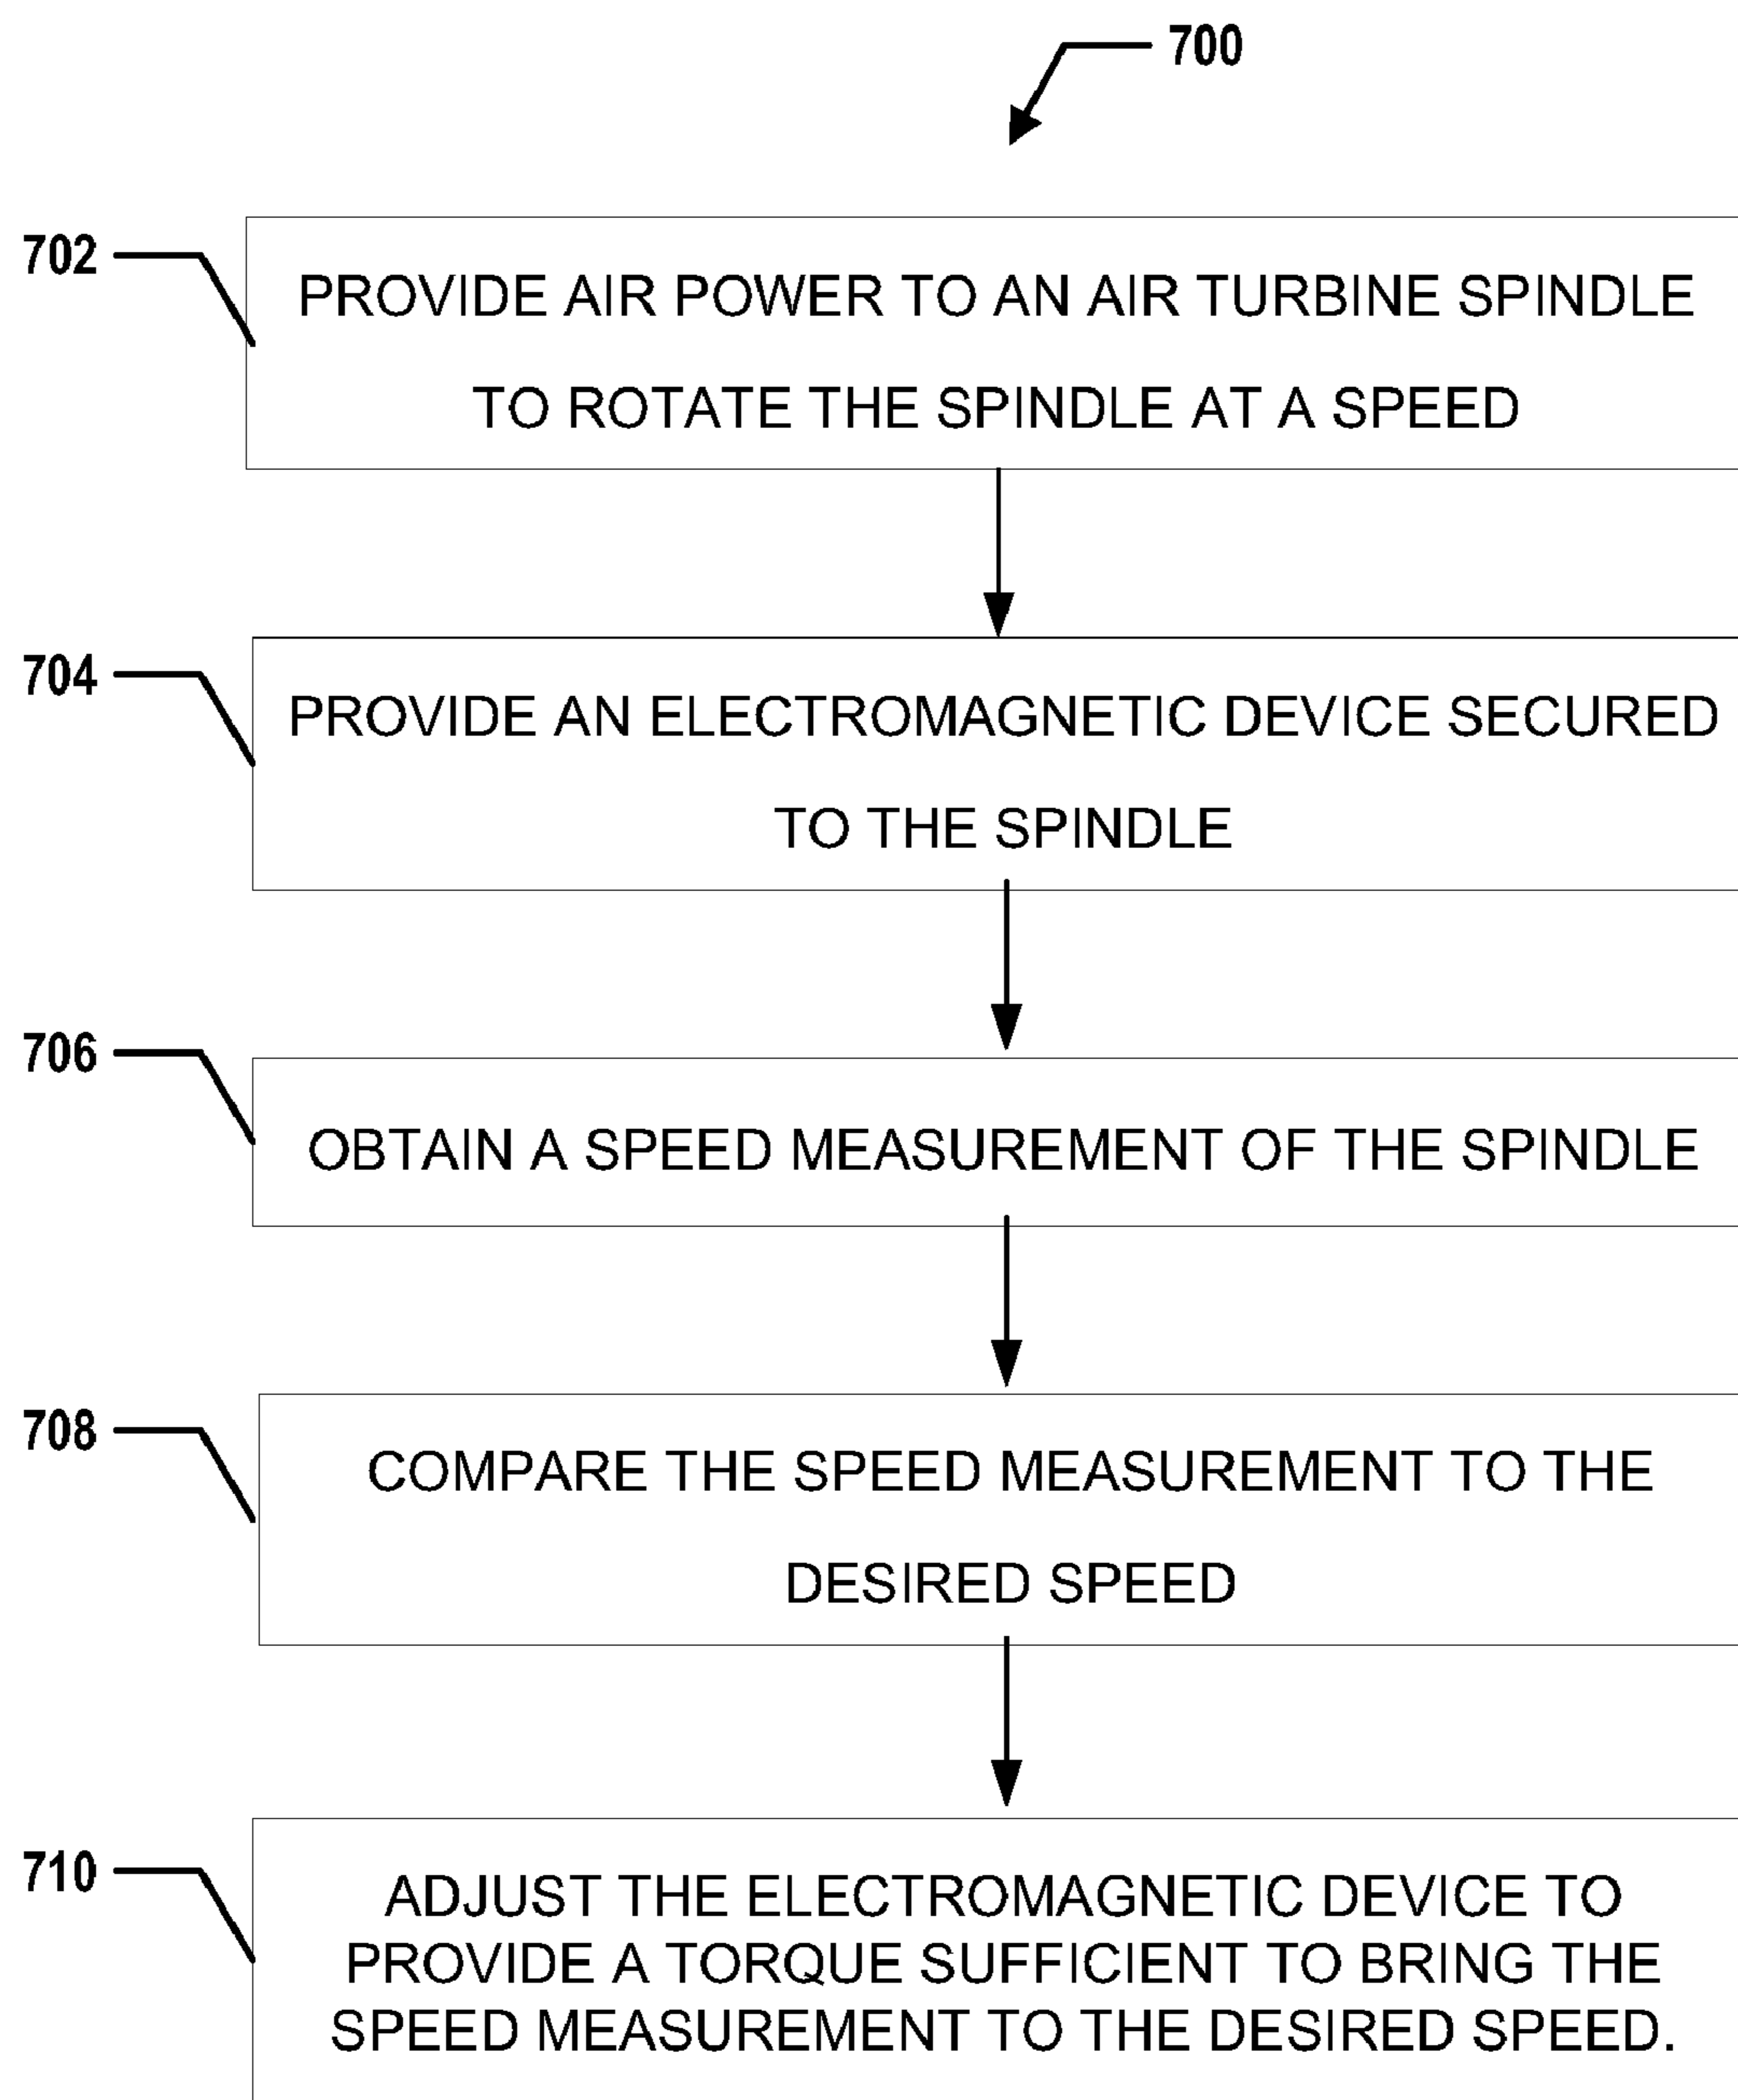 700
702
PROVIDE AIR POWER TO AN AIR TURBINE SPINDLE
TO ROTATE THE SPINDLE AT A SPEED
704
PROVIDE AN ELECTROMAGNETIC DEVICE SECURED
TO THE SPINDLE
706
OBTAIN A SPEED MEASUREMENT OF THE SPINDLE
708
COMPARE THE SPEED MEASUREMENT TO THE
DESIRED SPEED
710
ADJUST THE ELECTROMAGNETIC DEVICE TO
PROVIDE A TORQUE SUFFICIENT TO BRING THE
SPEED MEASUREMENT TO THE DESIRED SPEED.